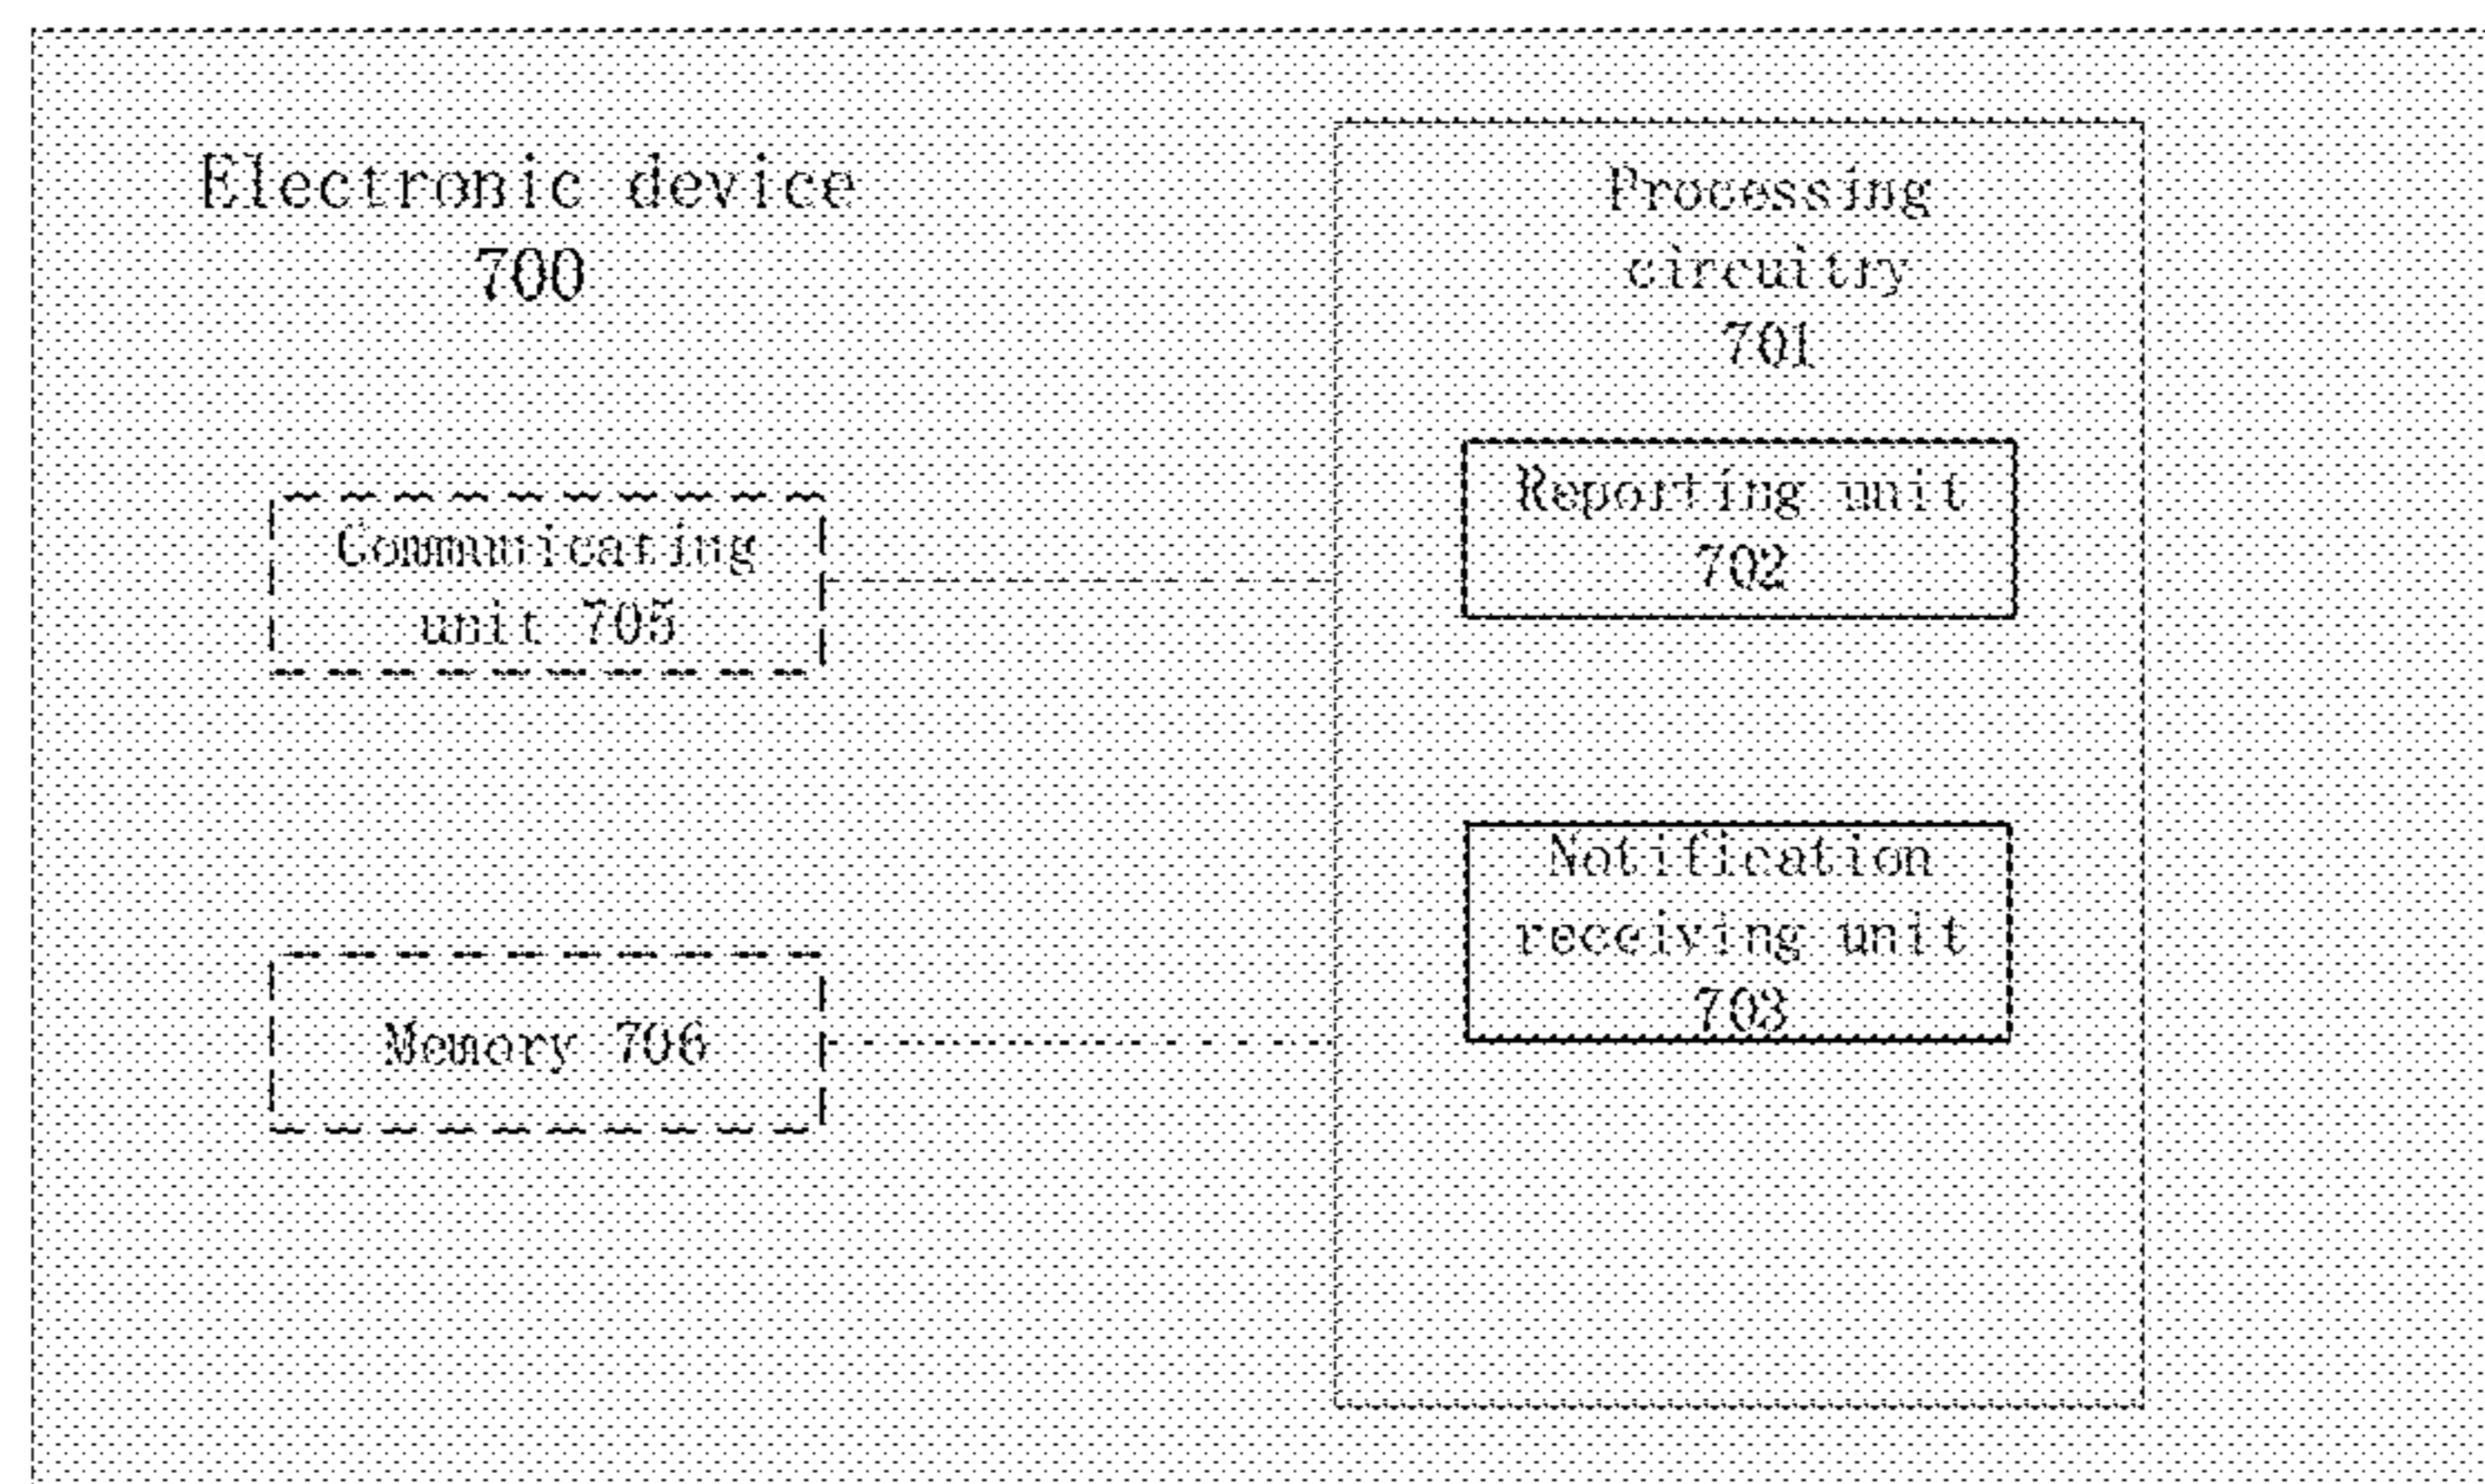 Electronic device
700
Processing
circuitry
701
Reporting unit
702
Communicating
unit 705
Notification
receiving unit
703
Memory 706